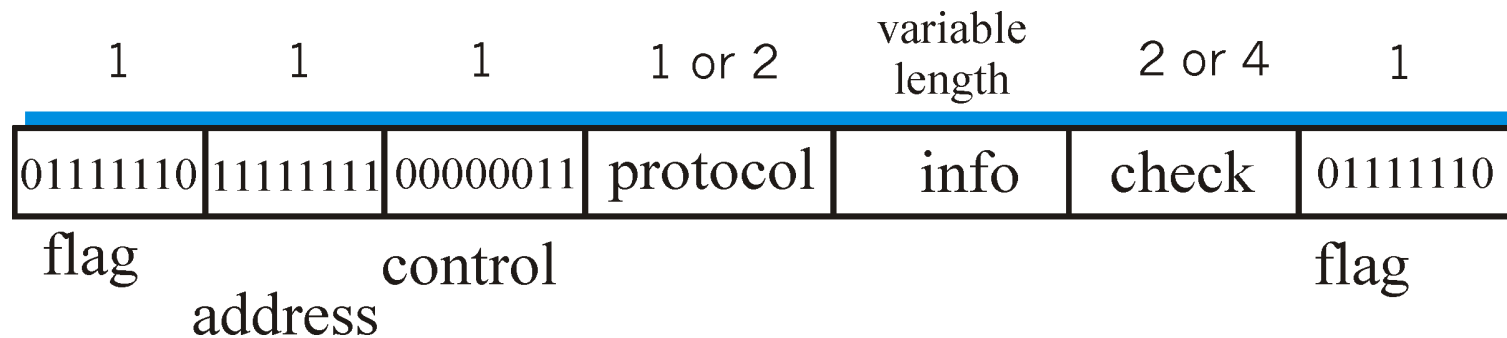 variable
1 1 1 1 or 2 length 2 or 4 1
01111110 11111111 00000011 protocol info check 01111110
flag control flag
address